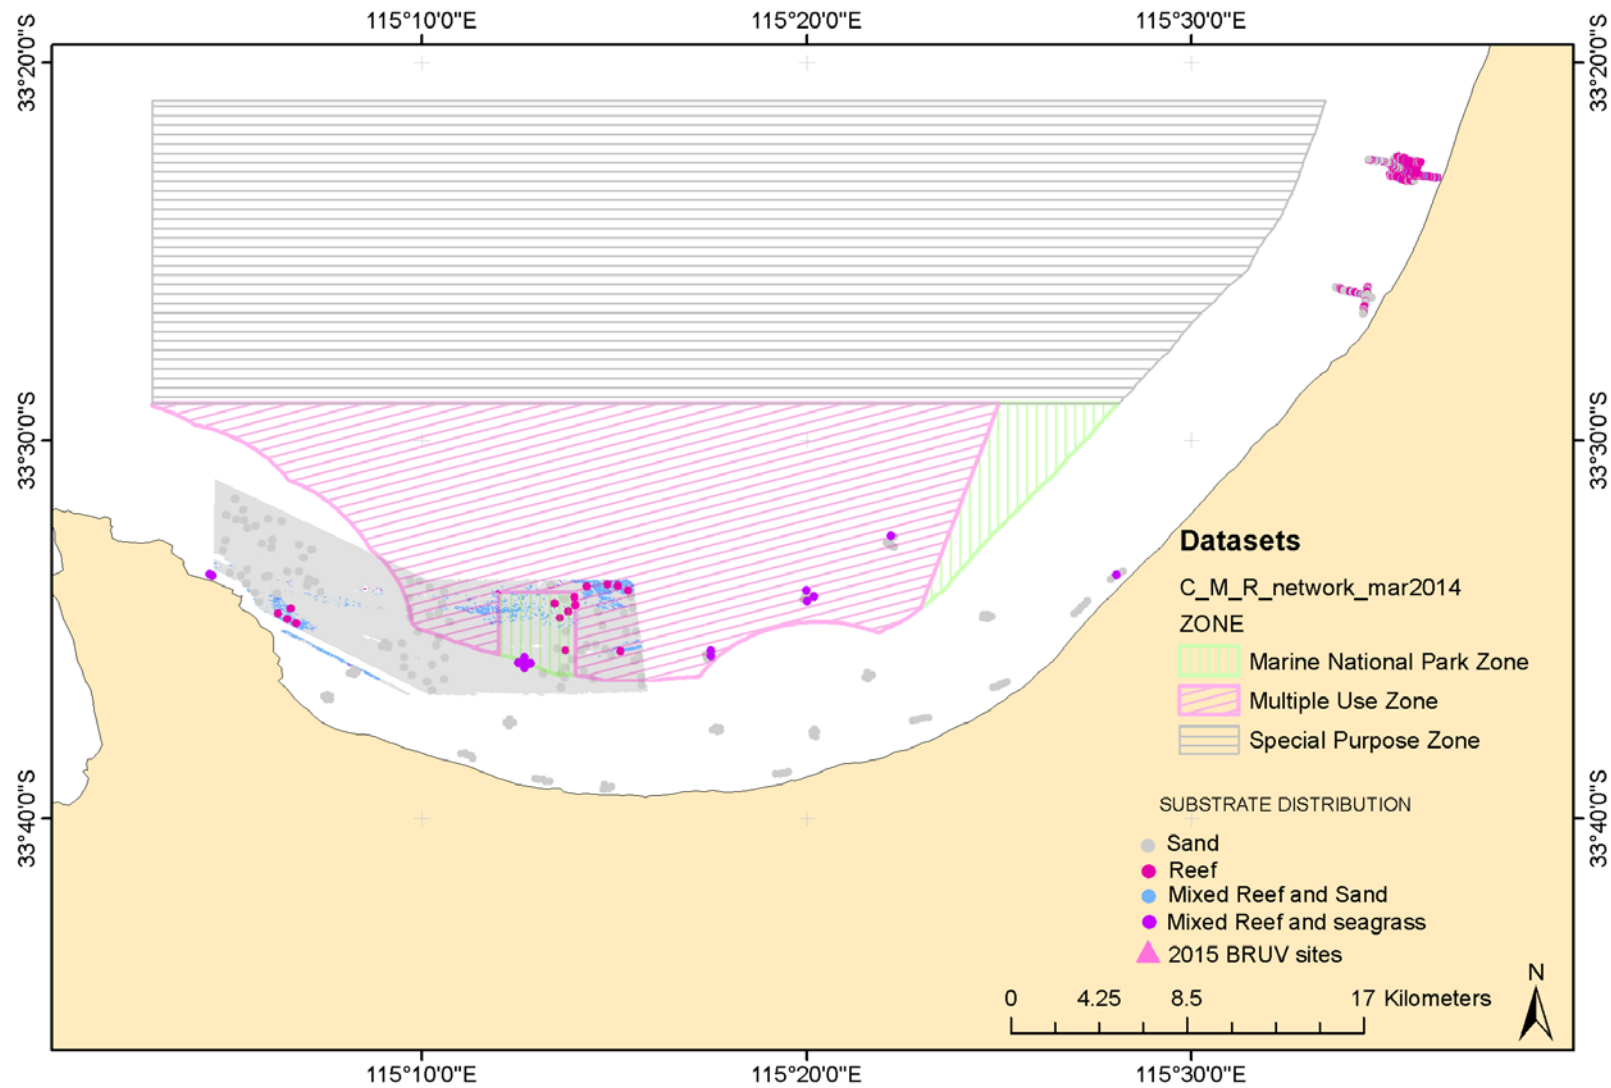 115°10'0"E 115°20'0"E 115°30'0"E
33°20'0"S 33°20'0"S
33°30'0"S 33°30'0"S
Datasets
C_M_R_network_mar2014
ZONE
Marine National Park Zone
Multiple Use Zone
Special Purpose Zone
SUBSTRATE DISTRIBUTION
33°40'0"S 33°40'0"S
Sand
Reef
Mixed Reef and Sand
Mixed Reef and seagrass
2015 BRUV sites
N
0 4.25 8.5 17 Kilometers
115°10'0"E 115°20'0"E 115°30'0"E